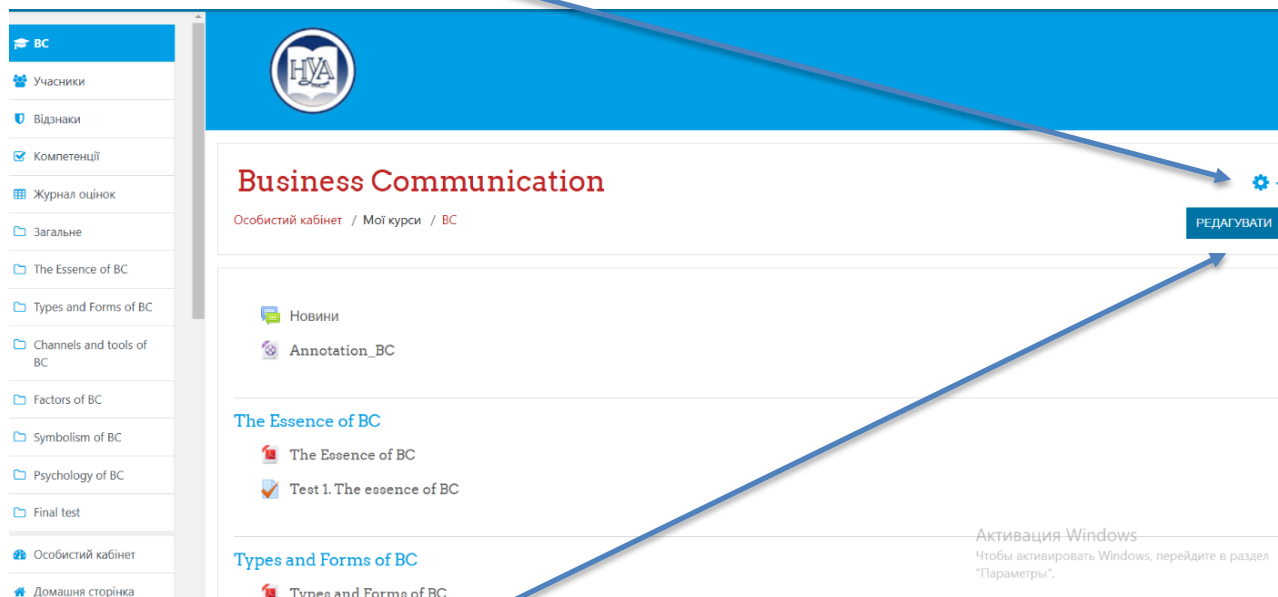 BC
Учасники
Відзнаки
Компетенції
Журнал оцінок
Загальне
The Essence of BC
Types and Forms of BC
Channels and tools of
BC
Factors of BC
Symbolism of BC
Psychology of BC
Final test
Особистий кабінет
Домашня сторінка
НУА
Business Communication
Особистий кабінет / Мої курси / BC
РЕДАГУВАТИ
Новини
Annotation_BC
The Essence of BC
The Essence of BC
Test 1. The essence of BC
Types and Forms of BC
Types and Forms of BC
Активация Windows
Чтобы активировать Windows, перейдите в раздел
"Параметры".